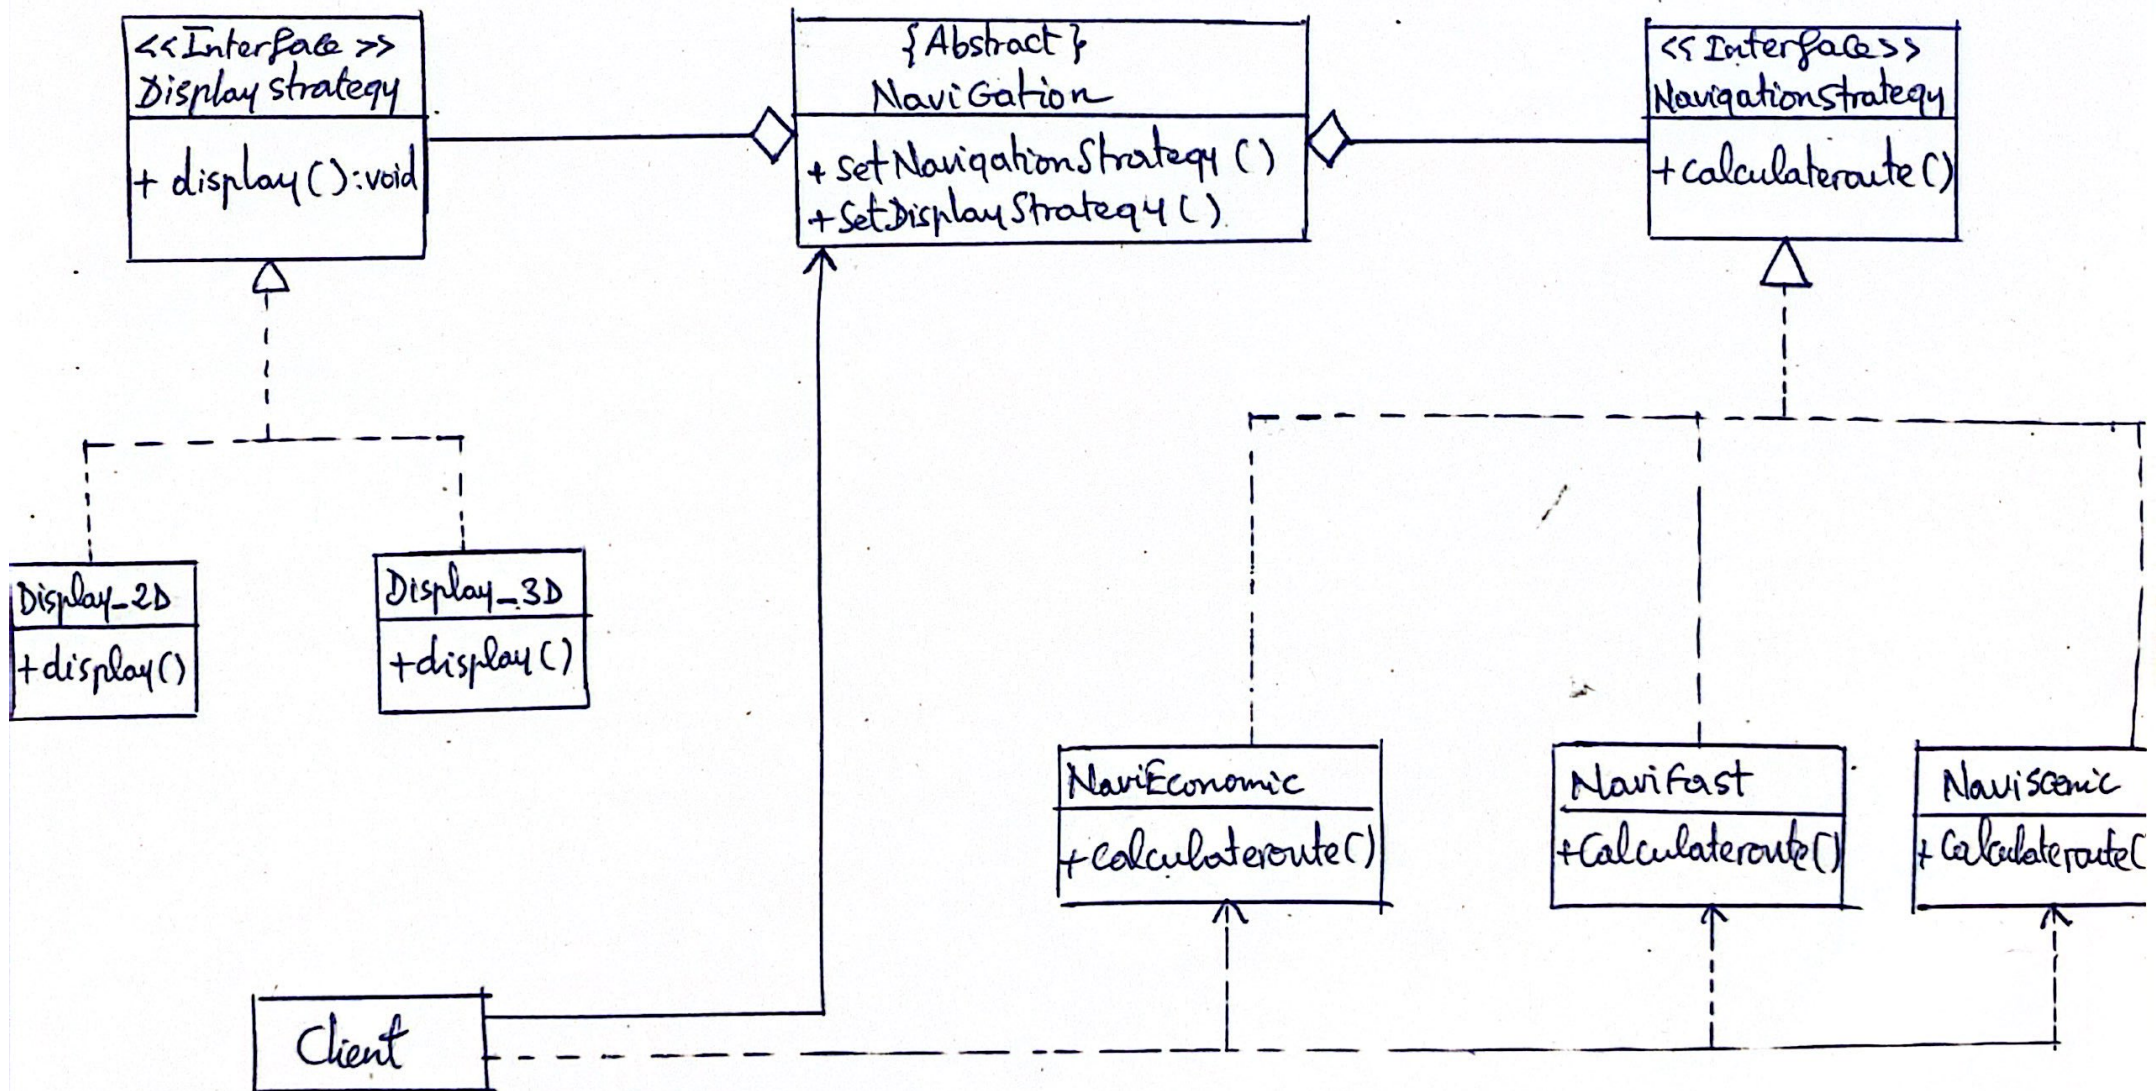 <<Interface>>
Display strategy
+ display():void
{Abstract}
NaviGation
+ setNavigationStrategy()
+ SetDisplayStrategy()
<<Interface>>
NavigationStrategy
+ calculateroute()
Display_2D
+display()
Display_3D
+display()
NaviEconomic
+calculateroute()
NaviFast
+Calculateroute()
Naviscenic
+ Calculateroute(
Client